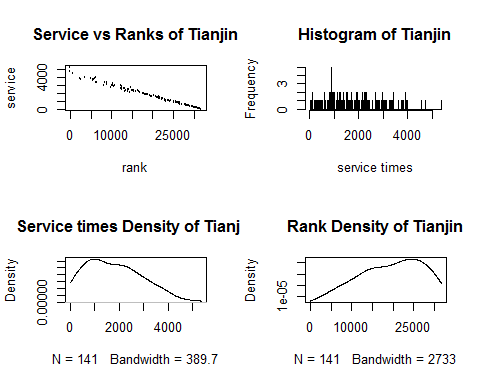 Service vs Ranks of Tianjin
service
0
4000
0
10000
25000
rank
Histogram of Tianjin
Frequency
0
3
0
2000
4000
service times
Service times Density of Tianj
Density
0.00000
0
2000
4000
N = 141 Bandwidth = 389.7
Rank Density of Tianjin
Density
1e-05
0
10000
25000
N = 141 Bandwidth = 2733